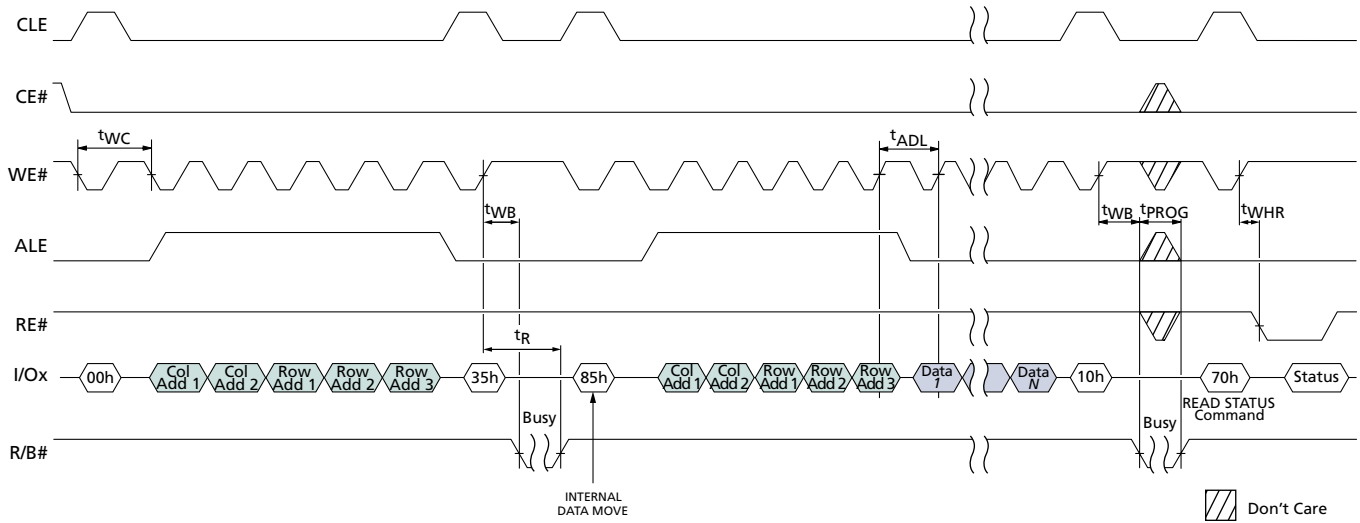 CLE
CE#
tWC
tADL
WE#
tWB
tWB
tPROG
tWHR
ALE
RE#
tR
I/Ox
00h
Col Add 1
Col Add 2
Row Add 1
Row Add 2
Row Add 3
35h
85h
Col Add 1
Col Add 2
Row Add 1
Row Add 2
Row Add 3
Data 1
Data N
10h
70h
Status
READ STATUS
Command
Busy
Busy
R/B#
INTERNAL
DATA MOVE
Don't Care